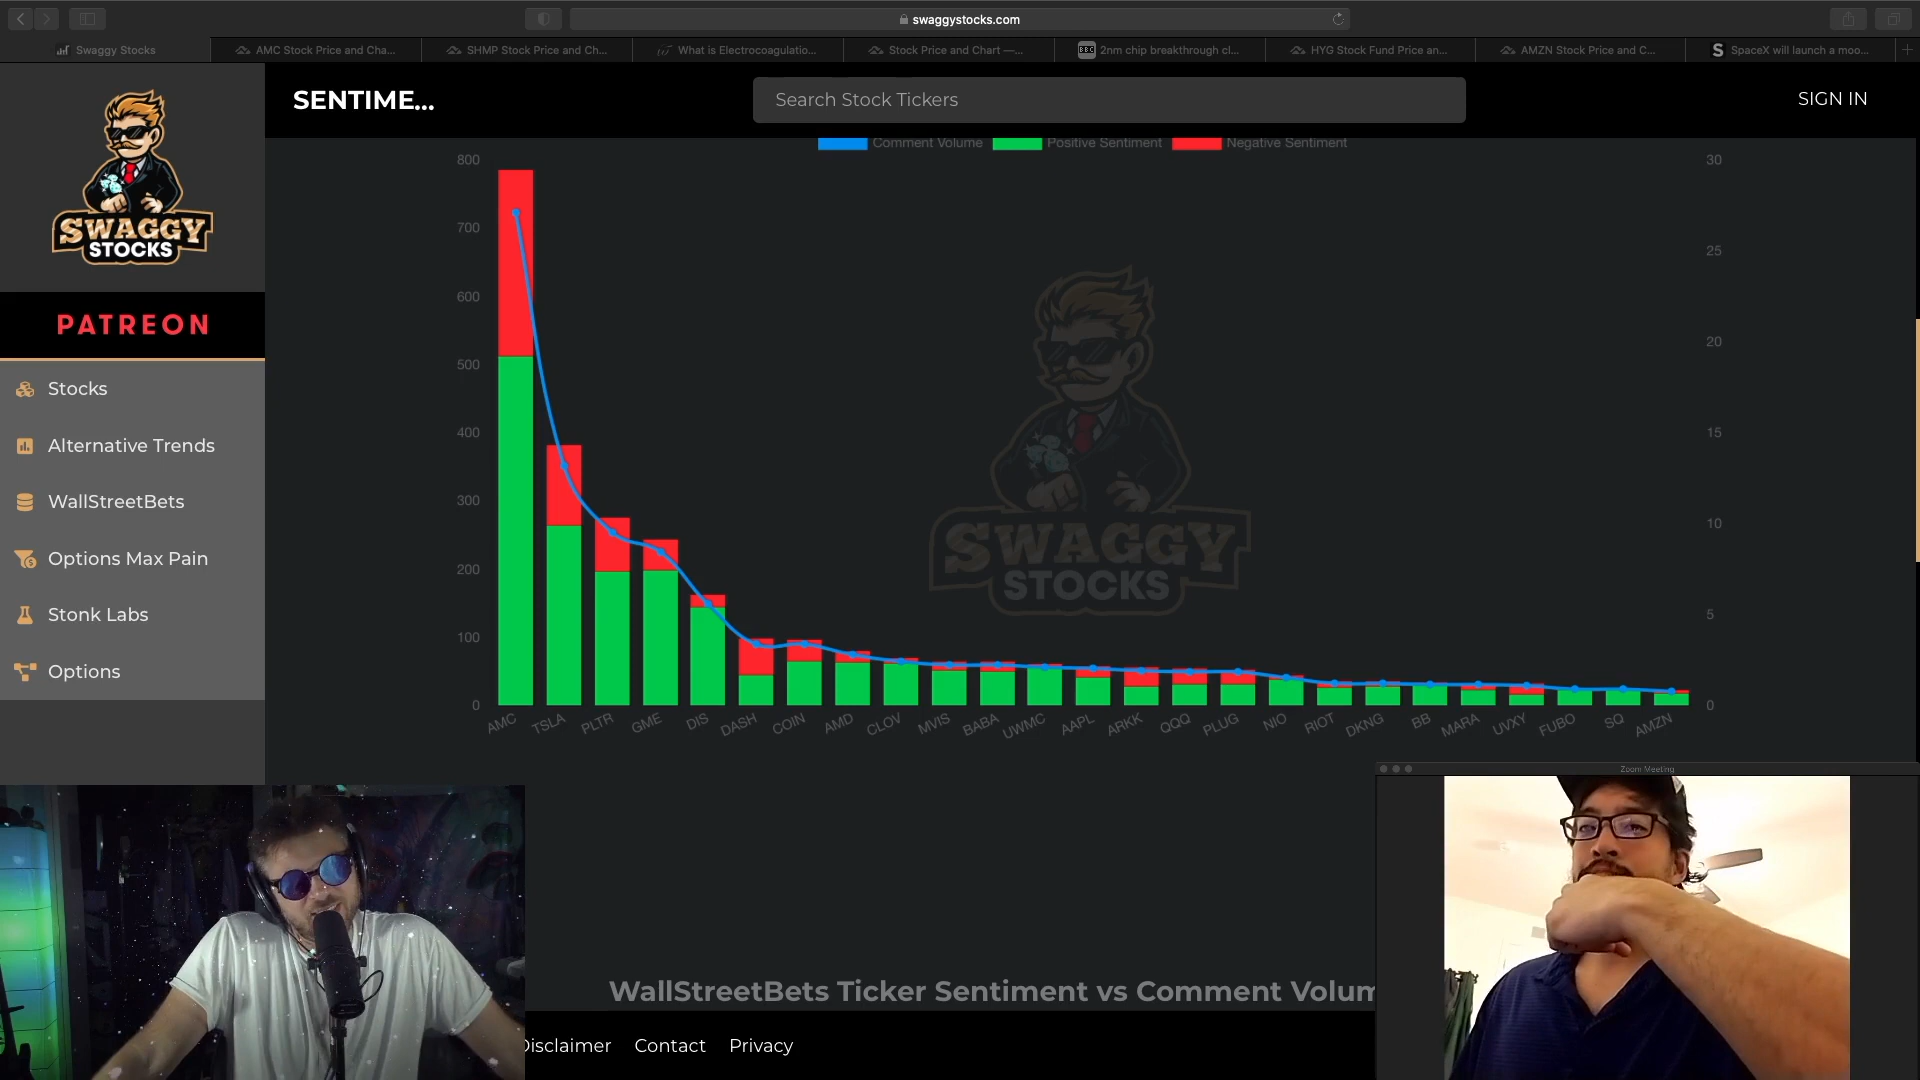 swaggystocks.com
Swaggy Stocks
AMC Stock Price and Cha...
SHMP Stock Price and Ch...
What is Electrocoagulatio...
Stock Price and Chart —...
BBC
2nm chip breakthrough cl...
HYG Stock Fund Price an...
AMZN Stock Price and C...
S
SpaceX will launch a moo...
SWAGGY
STOCKS
SENTIME...
Search Stock Tickers
SIGN IN
PATREON
Stocks
Alternative Trends
WallStreetBets
Options Max Pain
Stonk Labs
Options
Comment Volume
Positive Sentiment
Negative Sentiment
800
700
600
500
400
300
200
100
0
30
25
20
15
10
5
0
SWAGGY
STOCKS
AMC
TSLA
PLTR
GME
DIS
DASH
COIN
AMD
CLOV
MVIS
BABA
UWMC
AAPL
ARKK
QQQ
PLUG
NIO
RIOT
DKNG
BB
MARA
UVXY
FUBO
SQ
AMZN
Zoom Meeting
WallStreetBets Ticker Sentiment vs Comment Volum
Disclaimer
Contact
Privacy